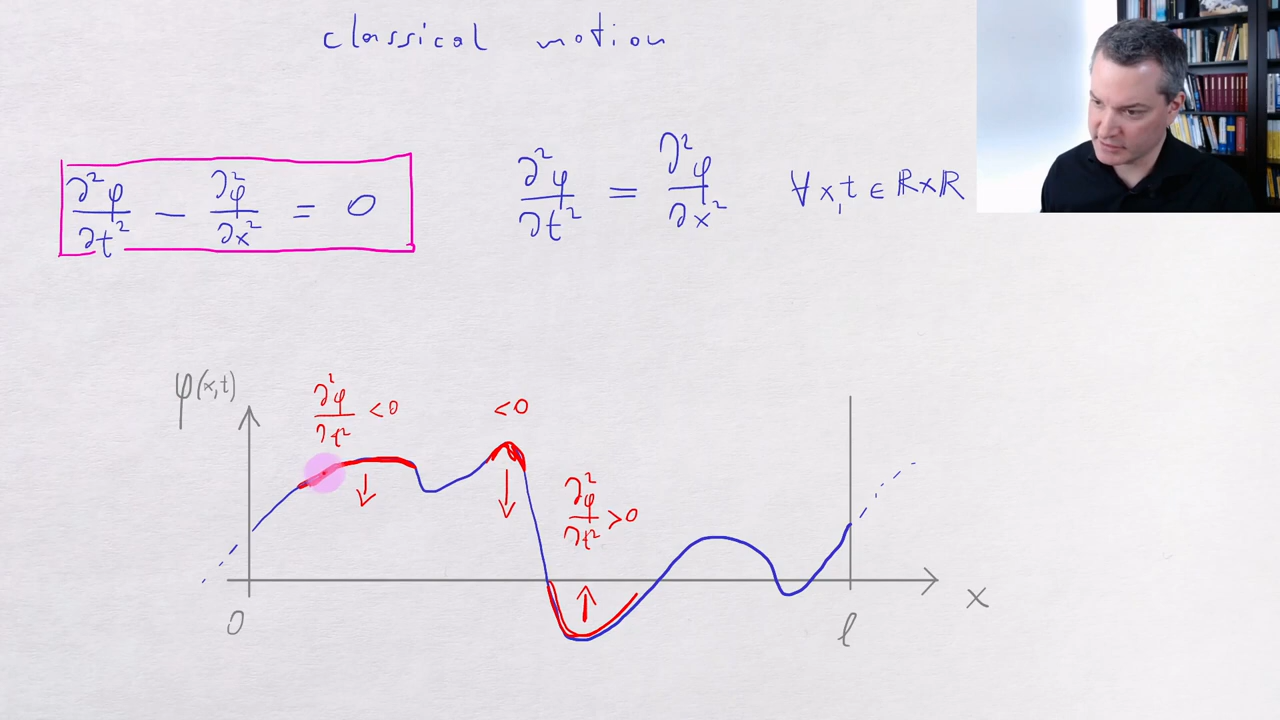 classical motion
∂²φ/∂t² − ∂²φ/∂x² = 0
∂²φ/∂t² = ∂²φ/∂x² ∀ x,t ∈ ℝ×ℝ
φ(x,t)
∂²φ/∂t² <0
<0
∂²φ/∂t² >0
0
l
x